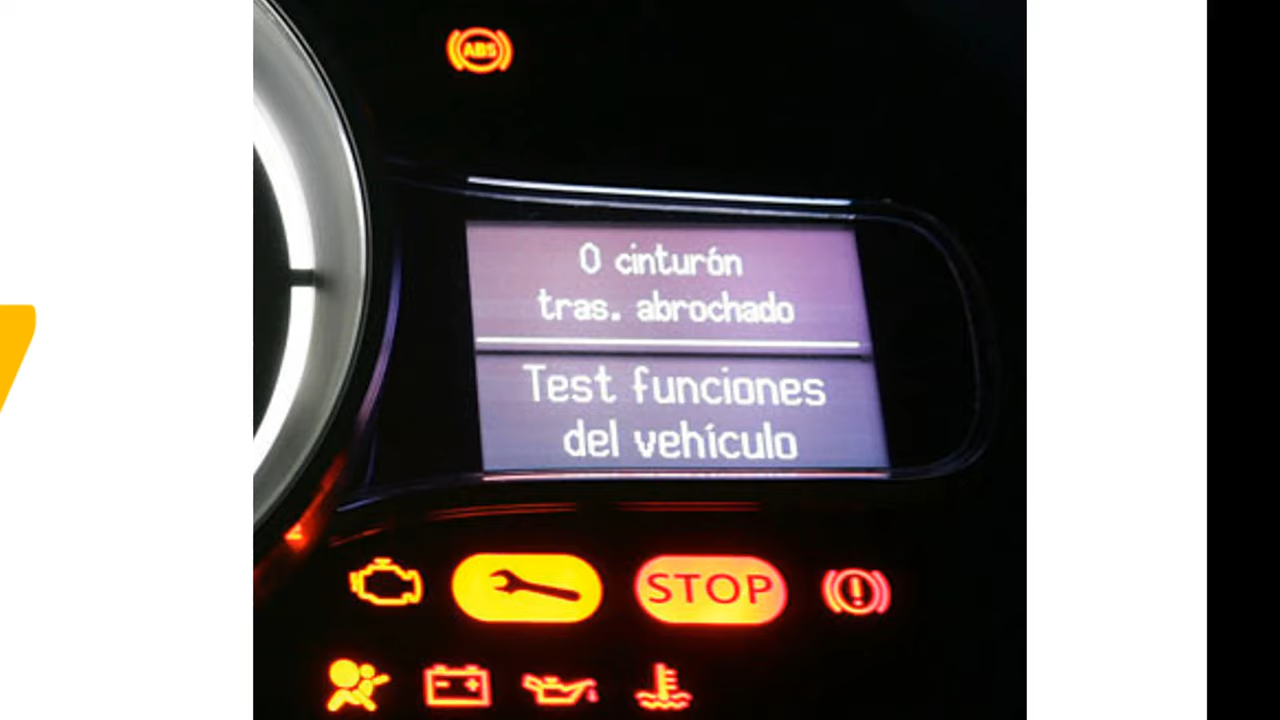 ABS
0 cinturón
tras. abrochado
Test funciones
del vehículo
STOP